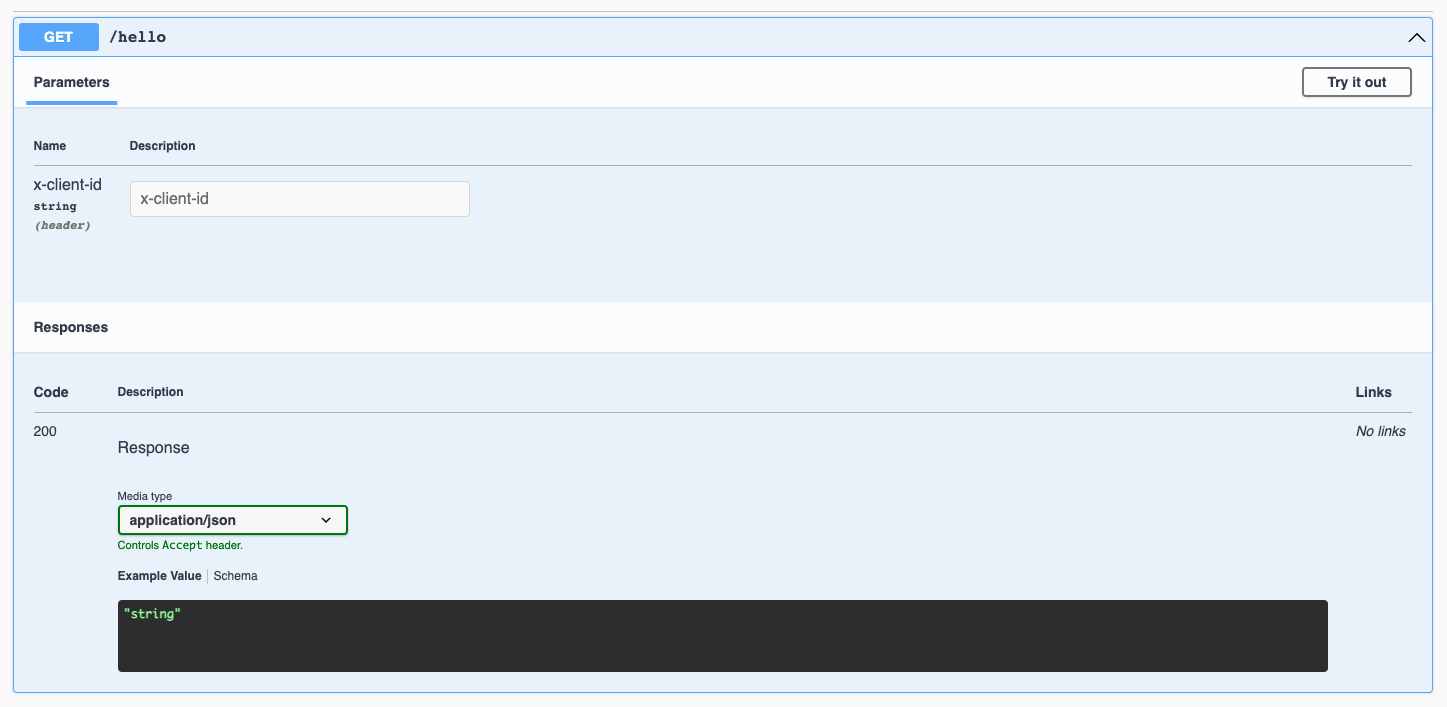 GET /hello
Parameters
Try it out
Name Description
x-client-id
string
(header)
x-client-id
Responses
Code Description Links
200
Response
No links
Media type
application/json
Controls Accept header.
Example Value Schema
"string"